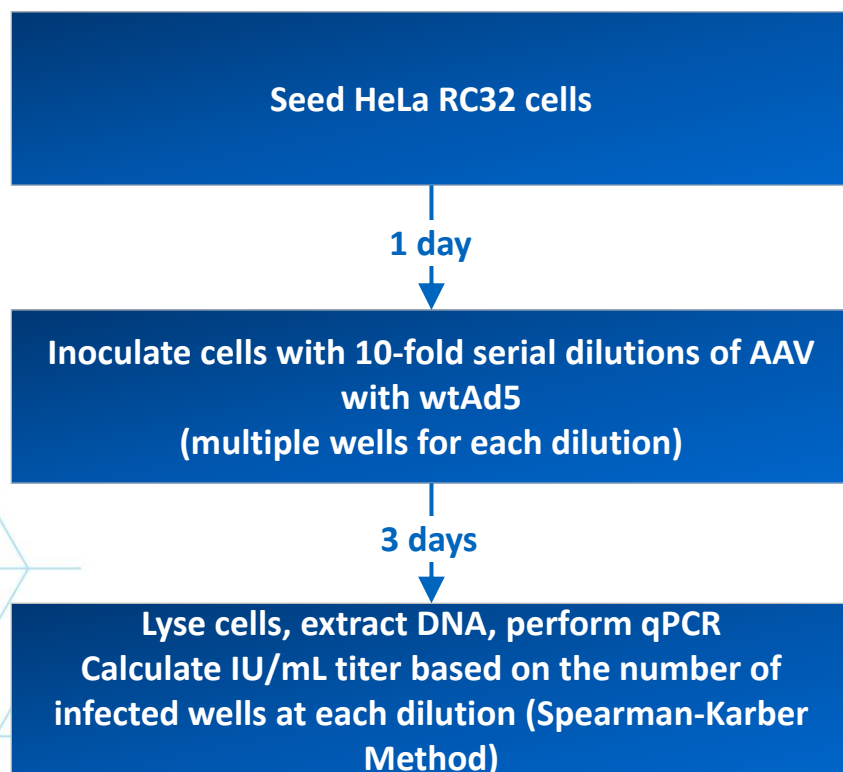 Seed HeLa RC32 cells
1 day
Inoculate cells with 10-fold serial dilutions of AAV
with wtAd5
(multiple wells for each dilution)
3 days
Lyse cells, extract DNA, perform qPCR
Calculate IU/mL titer based on the number of
infected wells at each dilution (Spearman-Karber
Method)